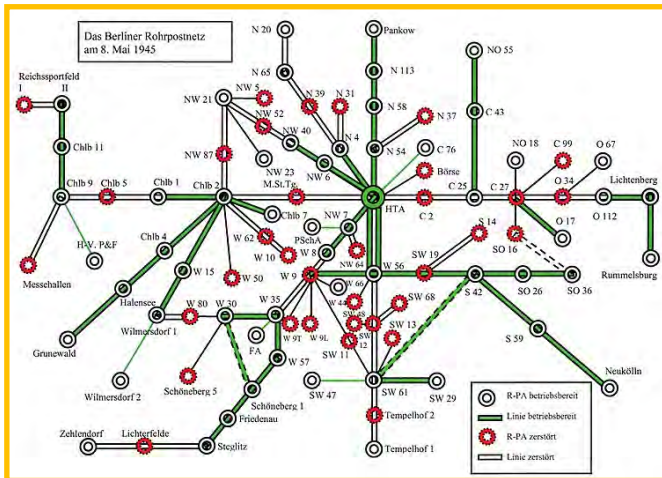 Das Berliner Rohrpostnetz
am 8. Mai 1945
N 20
Pankow
NO 55
Reichssportfeld
I
II
N 65
N 113
NW 5
N 39
N 31
NW 21
NW 52
N 58
N 37
C 43
Chlb 11
NW 40
N 4
NO 18
C 99
O 67
NW 87
NW 23
NW 6
N 54
C 76
Börse
C 25
C 27
O 34
Lichtenberg
Chlb 9
Chlb 5
Chlb 1
Chlb 2
M.St.Tg.
HTA
C 2
O 112
H-V. P&F
Chlb 7
NW 7
PSchA
S 14
O 17
SO 16
Chlb 4
W 62
W 10
W 8
NW 64
W 56
SW 19
Messehallen
W 15
W 50
W 9
W 66
S 42
SO 26
SO 36
Rummelsburg
Halensee
W 44
SW 48
SW 68
W 80
W 30
W 35
SW 12
SW 13
S 59
Grunewald
Wilmersdorf 1
FA
W 9T
W 9L
SW 11
W 57
Neukölln
Wilmersdorf 2
Schöneberg 5
Schöneberg 1
SW 47
SW 61
SW 29
Friedenau
Tempelhof 2
Zehlendorf
Lichterfelde
Steglitz
Tempelhof 1
R-PA betriebsbereit
Linie betriebsbereit
R-PA zerstört
Linie zerstört